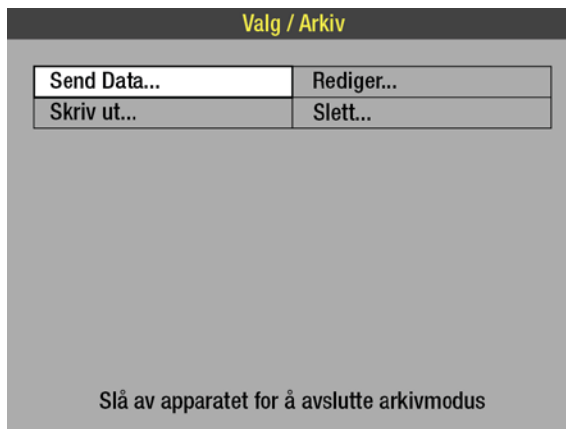 Valg / Arkiv
Send Data... Rediger...
Skriv ut... Slett...
Slå av apparatet for å avslutte arkivmodus